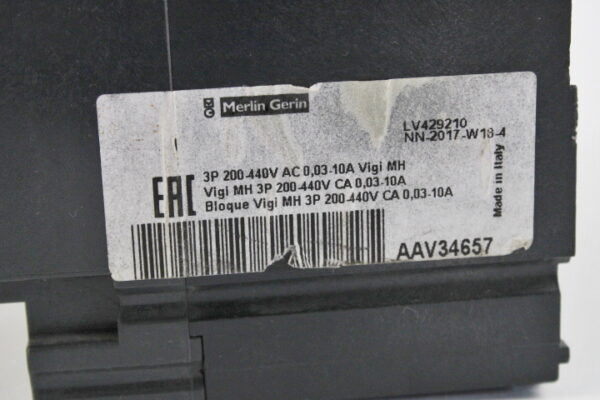 Merlin Gerin
LV429210
NN-2017-W18-4
3P 200-440V AC 0,03-10A Vigi MH
Vigi MH 3P 200-440V CA 0,03-10A
Bloque Vigi MH 3P 200-440V CA 0,03-10A
EAC
Made in Italy
AAV34657